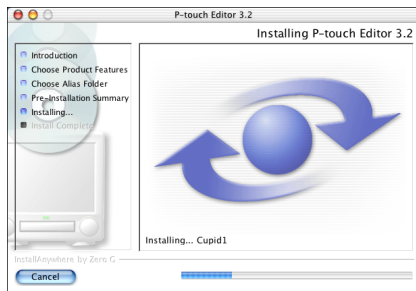 P-touch Editor 3.2
Installing P-touch Editor 3.2
Introduction
Choose Product Features
Choose Alias Folder
Pre-Installation Summary
Installing...
Install Complete
Installing... Cupid1
InstallAnywhere by Zero G
Cancel